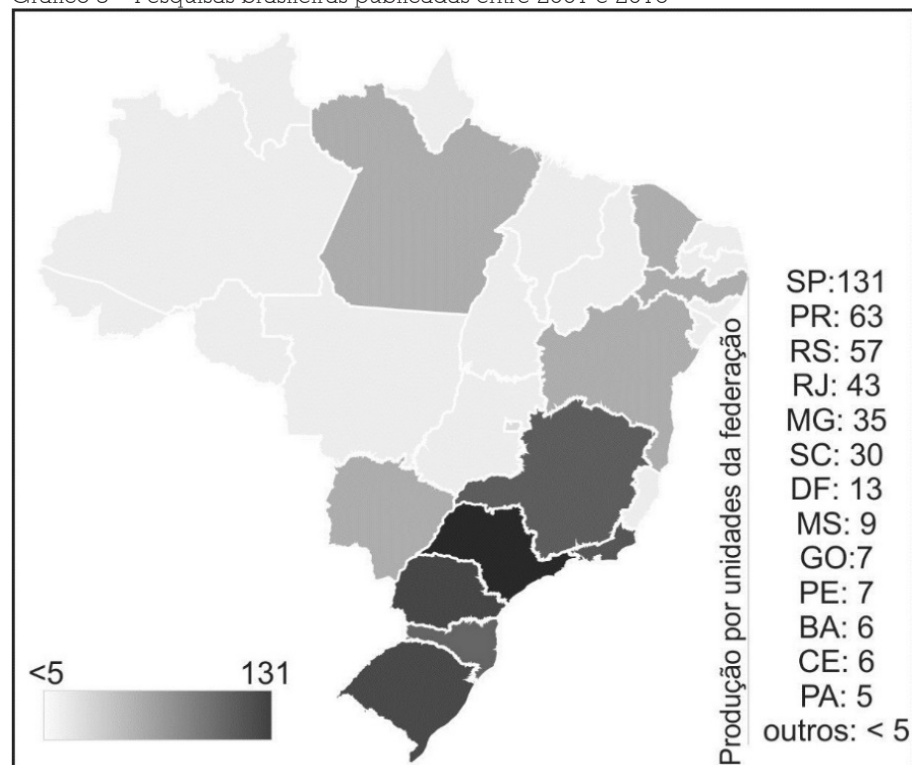 <5 131
Produção por unidades da federação
SP:131
PR: 63
RS: 57
RJ: 43
MG: 35
SC: 30
DF: 13
MS: 9
GO:7
PE: 7
BA: 6
CE: 6
PA: 5
outros: < 5